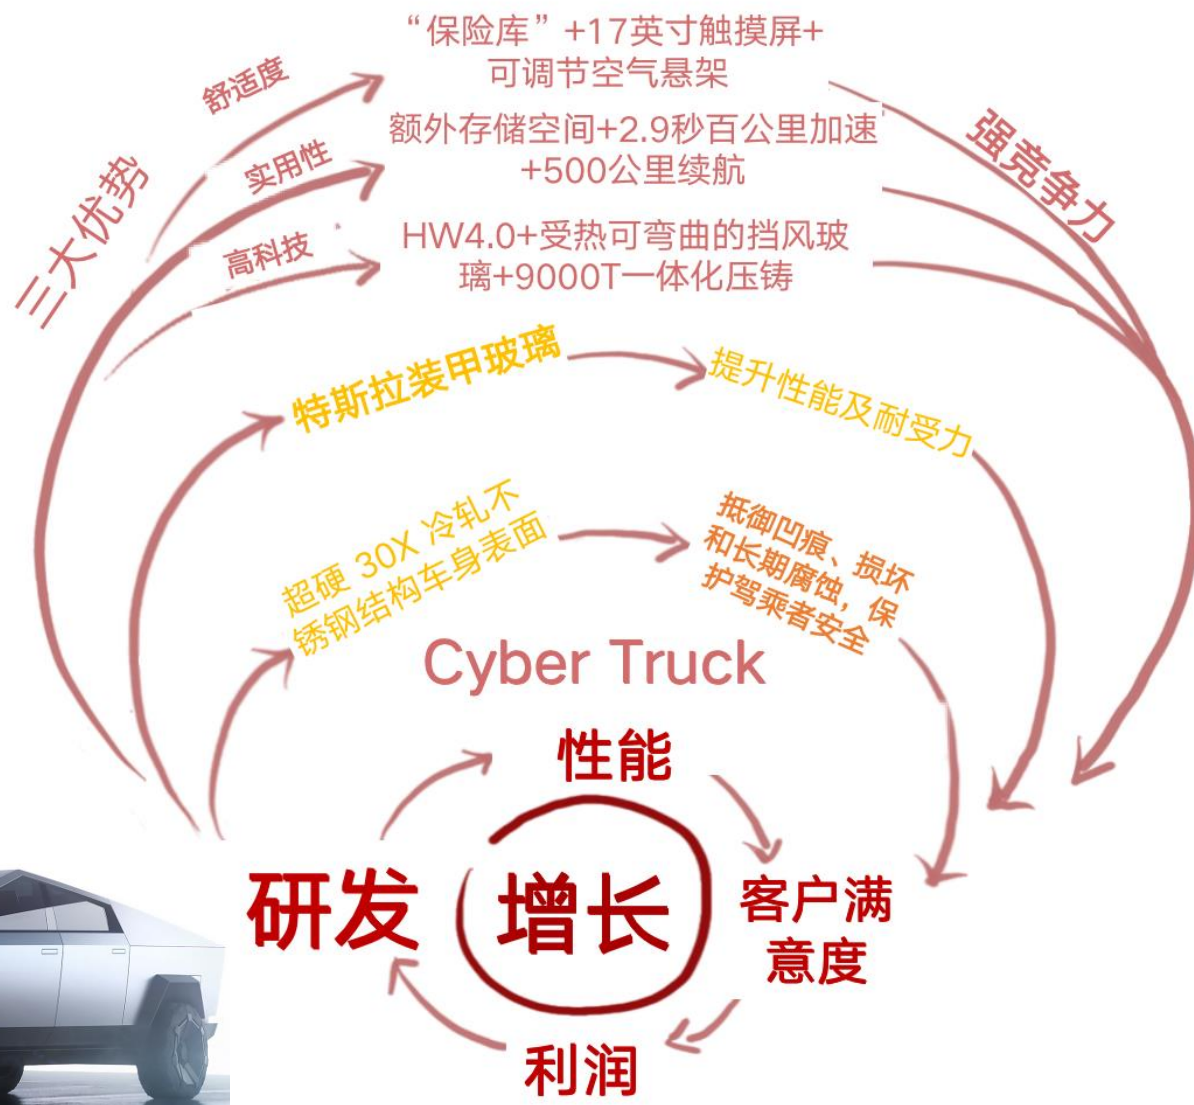 “保险库”+17英寸触摸屏+
可调节空气悬架
舒适度
额外存储空间+2.9秒百公里加速
+500公里续航
实用性
强竞争力
三大优势
HW4.0+受热可弯曲的挡风玻
璃+9000T一体化压铸
高科技
特斯拉装甲玻璃
提升性能及耐受力
超硬 30X 冷轧不
锈钢结构车身表面
抵御凹痕、损坏
和长期腐蚀，保
护驾乘者安全
Cyber Truck
性能
研发
增长
客户满
意度
利润